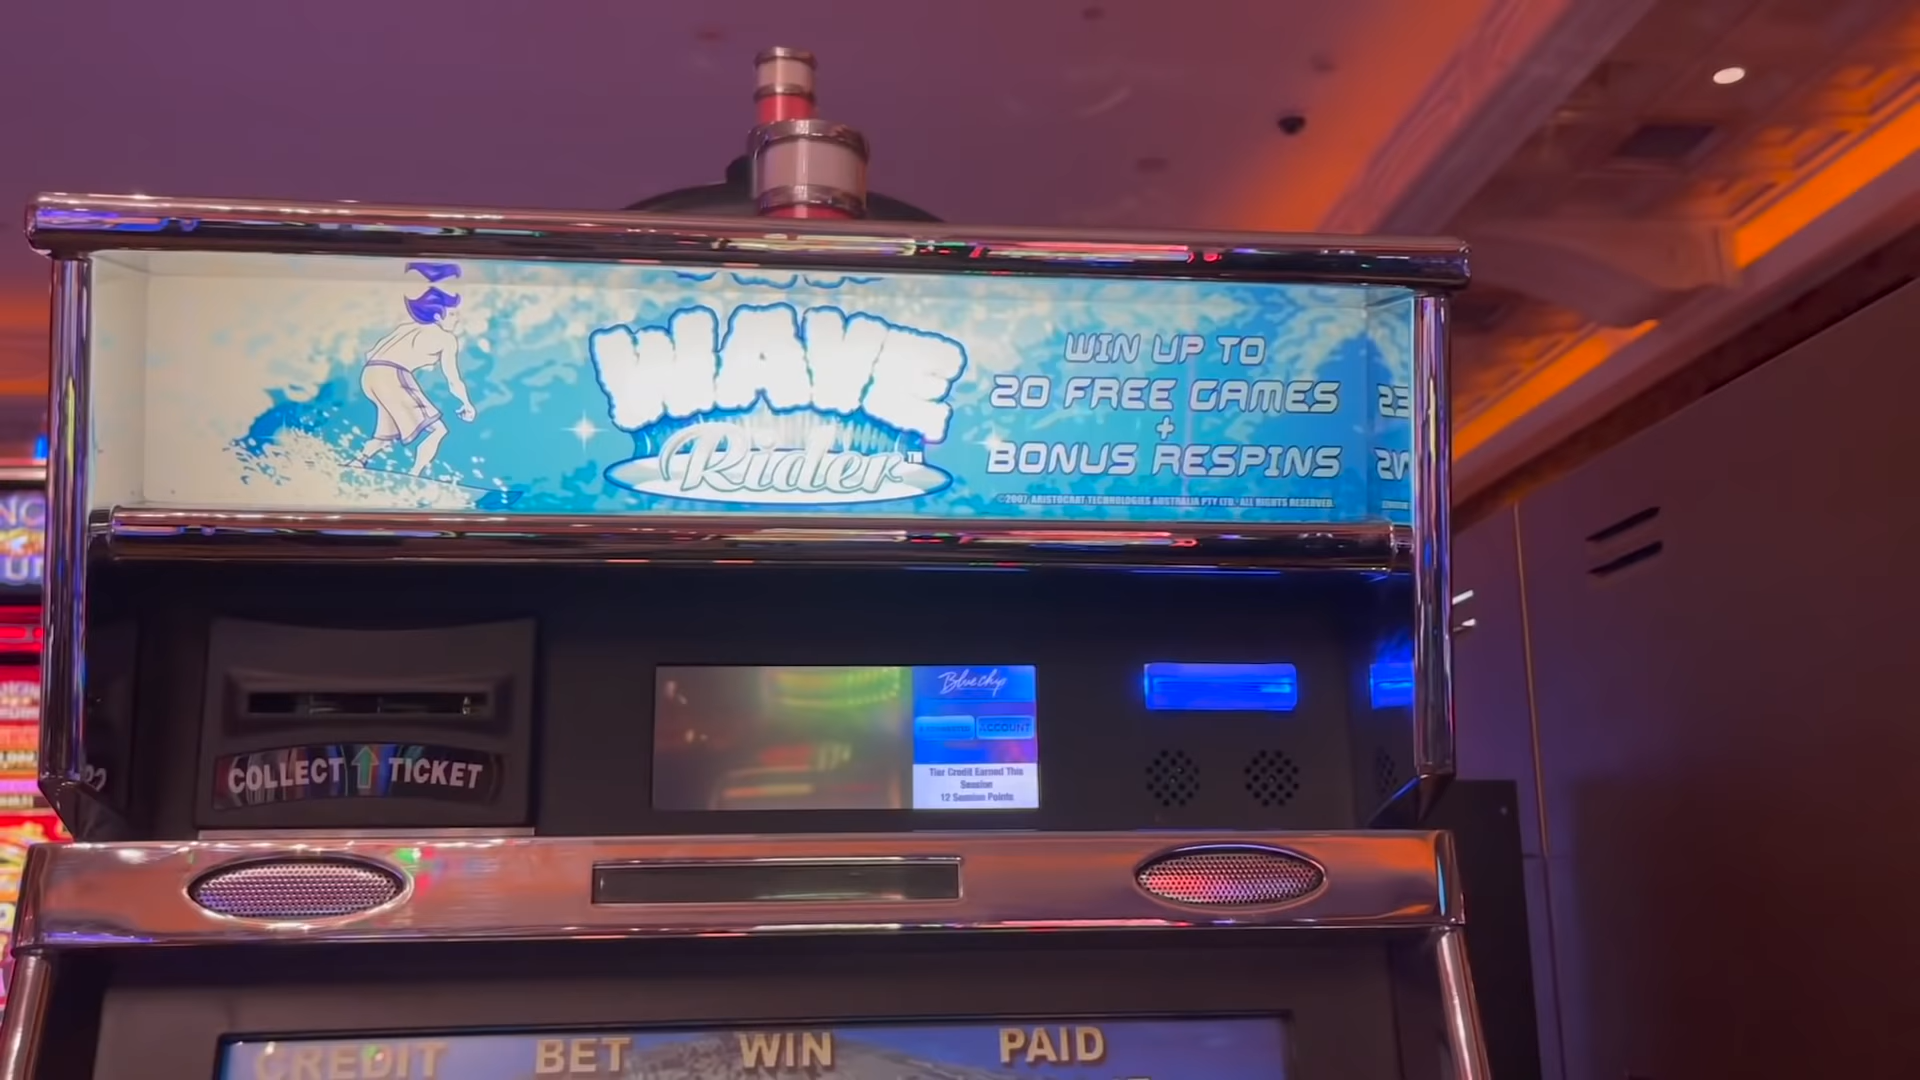 WAVE
Rider™
WIN UP TO
20 FREE GAMES
+
BONUS RESPINS
©2007, ARISTOCRAT TECHNOLOGIES AUSTRALIA PTY LTD. ALL RIGHTS RESERVED.
COLLECT TICKET
Blue chip
ACCOUNT
Tier Credit Earned This
Session
12 Session Points
CREDIT BET WIN PAID